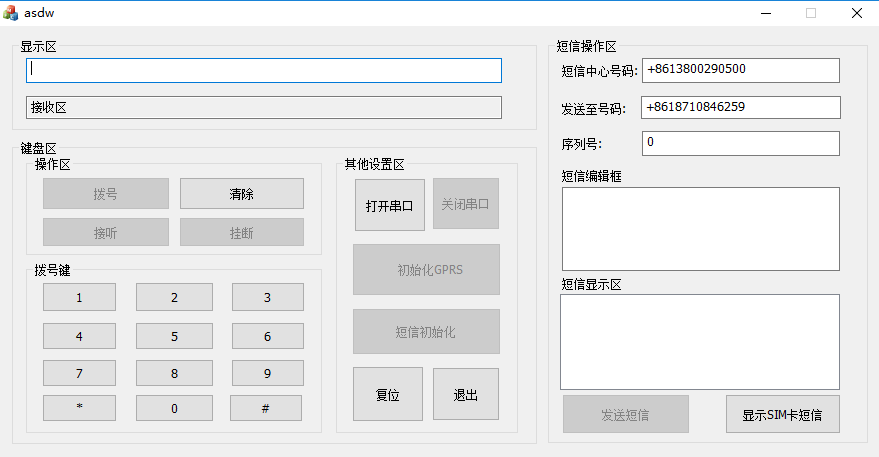 asdw
显示区
接收区
键盘区
操作区
拨号
清除
接听
挂断
拨号键
1 2 3
4 5 6
7 8 9
* 0 #
其他设置区
打开串口 关闭串口
初始化GPRS
短信初始化
复位 退出
短信操作区
短信中心号码: +8613800290500
发送至号码: +8618710846259
序列号: 0
短信编辑框
短信显示区
发送短信 显示SIM卡短信